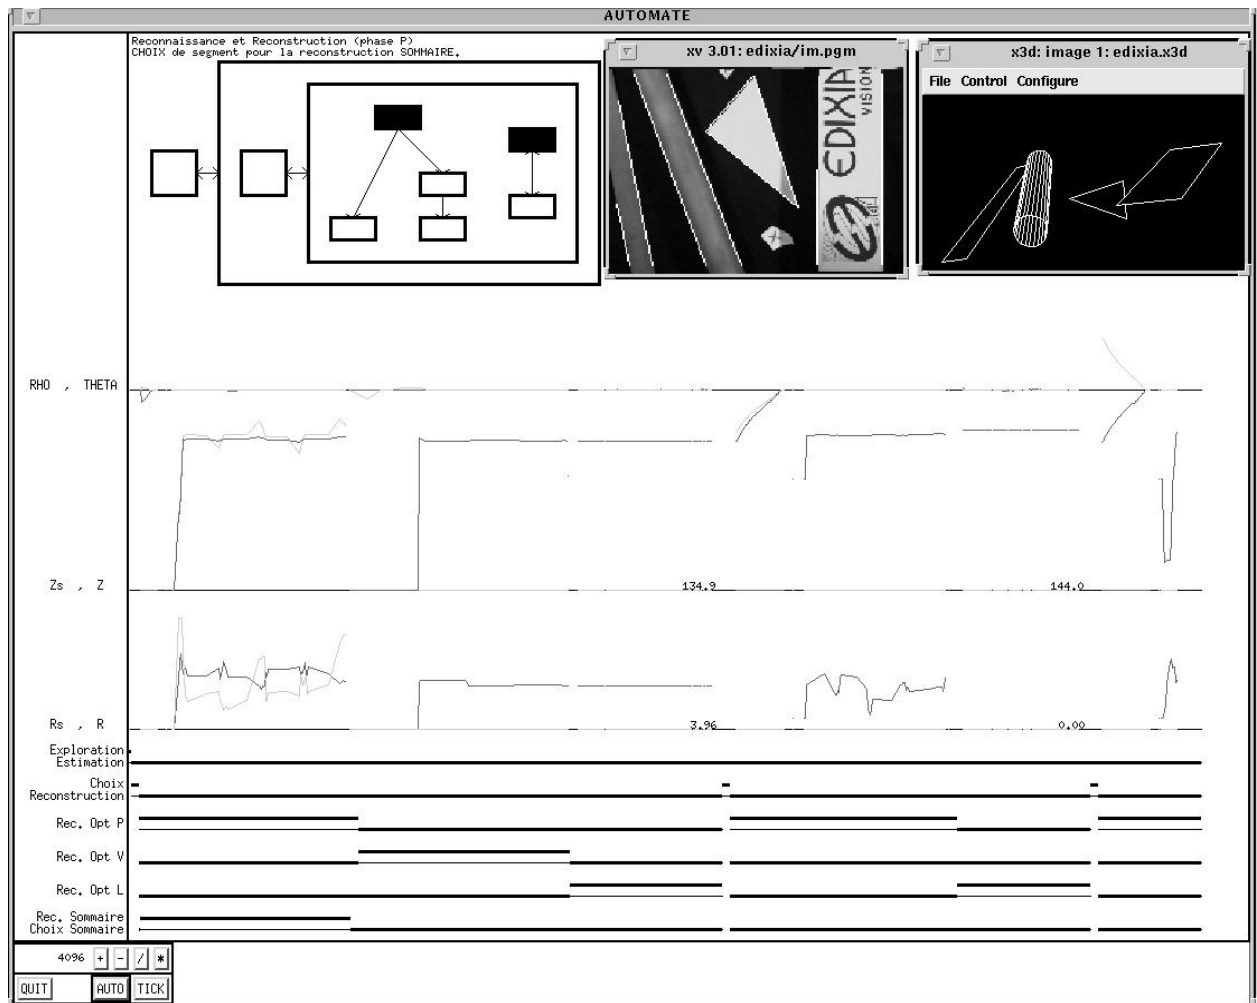 AUTOMATE
Reconnaissance et Reconstruction (phase P)
CHOIX de segment pour la reconstruction SOMMAIRE.
xv 3.01: edixia/im.pgm
EDIXIA
VISION
x3d: image 1: edixia.x3d
File Control Configure
RHO , THETA
Zs , Z
134.9
144.0
Rs , R
3.96
0.00
Exploration
Estimation
Choix
Reconstruction
Rec. Opt P
Rec. Opt V
Rec. Opt L
Rec. Sommaire
Choix Sommaire
4096 + - / *
QUIT AUTO TICK